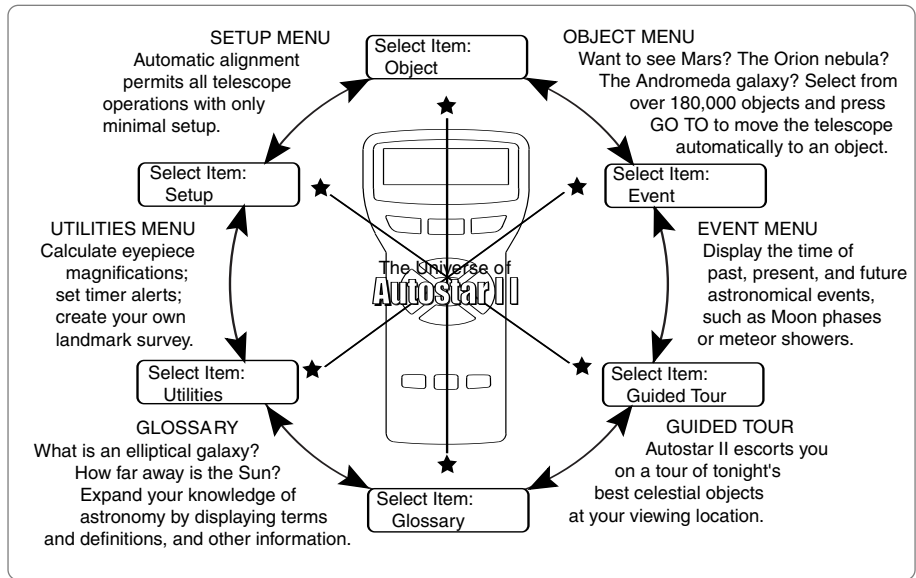 SETUP MENU
Automatic alignment
permits all telescope
operations with only
minimal setup.
Select Item:
Object
OBJECT MENU
Want to see Mars? The Orion nebula?
The Andromeda galaxy? Select from
over 180,000 objects and press
GO TO to move the telescope
automatically to an object.
Select Item:
Setup
Select Item:
Event
UTILITIES MENU
Calculate eyepiece
magnifications;
set timer alerts;
create your own
landmark survey.
The Universe of
Autostar II
EVENT MENU
Display the time of
past, present, and future
astronomical events,
such as Moon phases
or meteor showers.
Select Item:
Utilities
Select Item:
Guided Tour
GLOSSARY
What is an elliptical galaxy?
How far away is the Sun?
Expand your knowledge of
astronomy by displaying terms
and definitions, and other information.
Select Item:
Glossary
GUIDED TOUR
Autostar II escorts you
on a tour of tonight's
best celestial objects
at your viewing location.